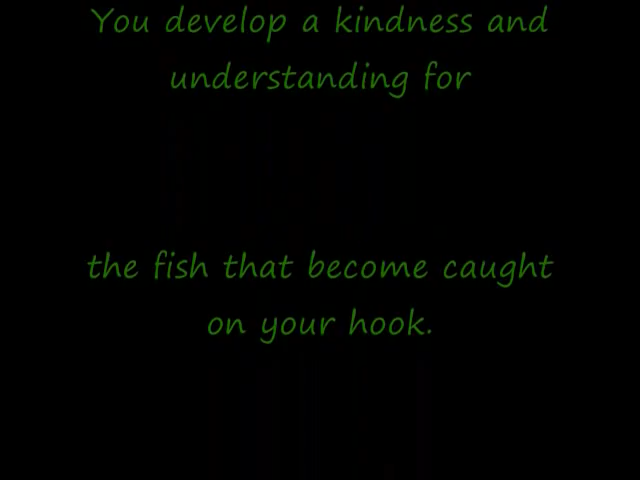 You develop a kindness and
understanding for
the fish that become caught
on your hook.